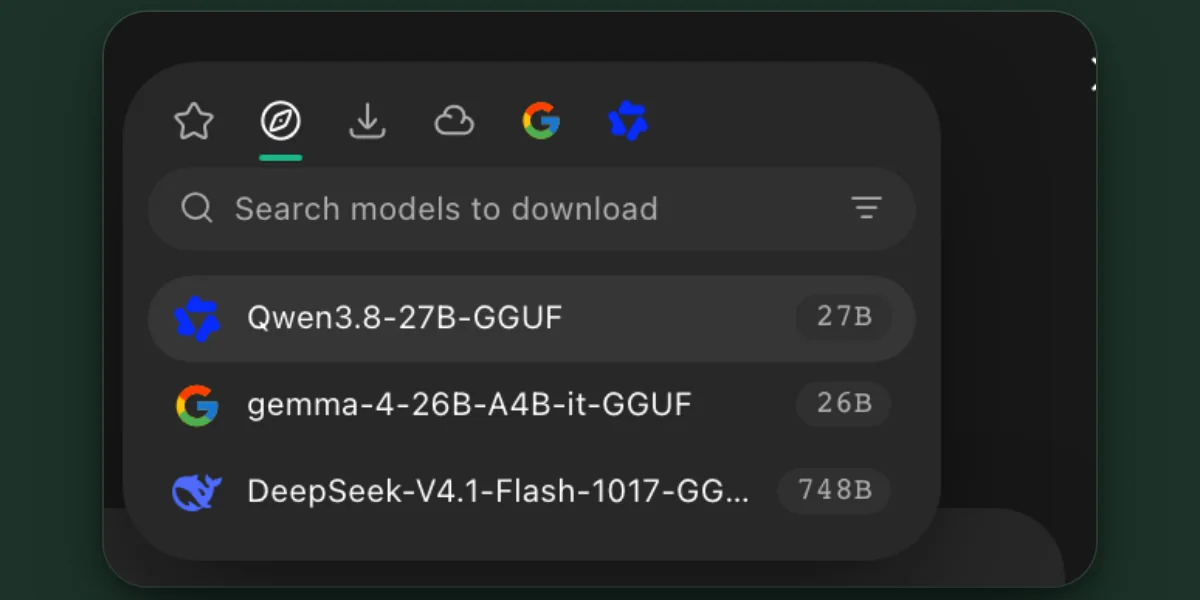 Search models to download
Qwen3.8-27B-GGUF 27B
gemma-4-26B-A4B-it-GGUF 26B
DeepSeek-V4.1-Flash-1017-GG... 748B